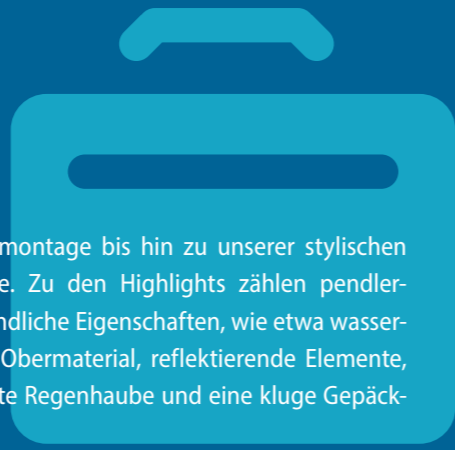 montage bis hin zu unserer stylischen
e. Zu den Highlights zählen pendler-
ndliche Eigenschaften, wie etwa wasser-
Obermaterial, reflektierende Elemente,
te Regenhaube und eine kluge Gepäck-